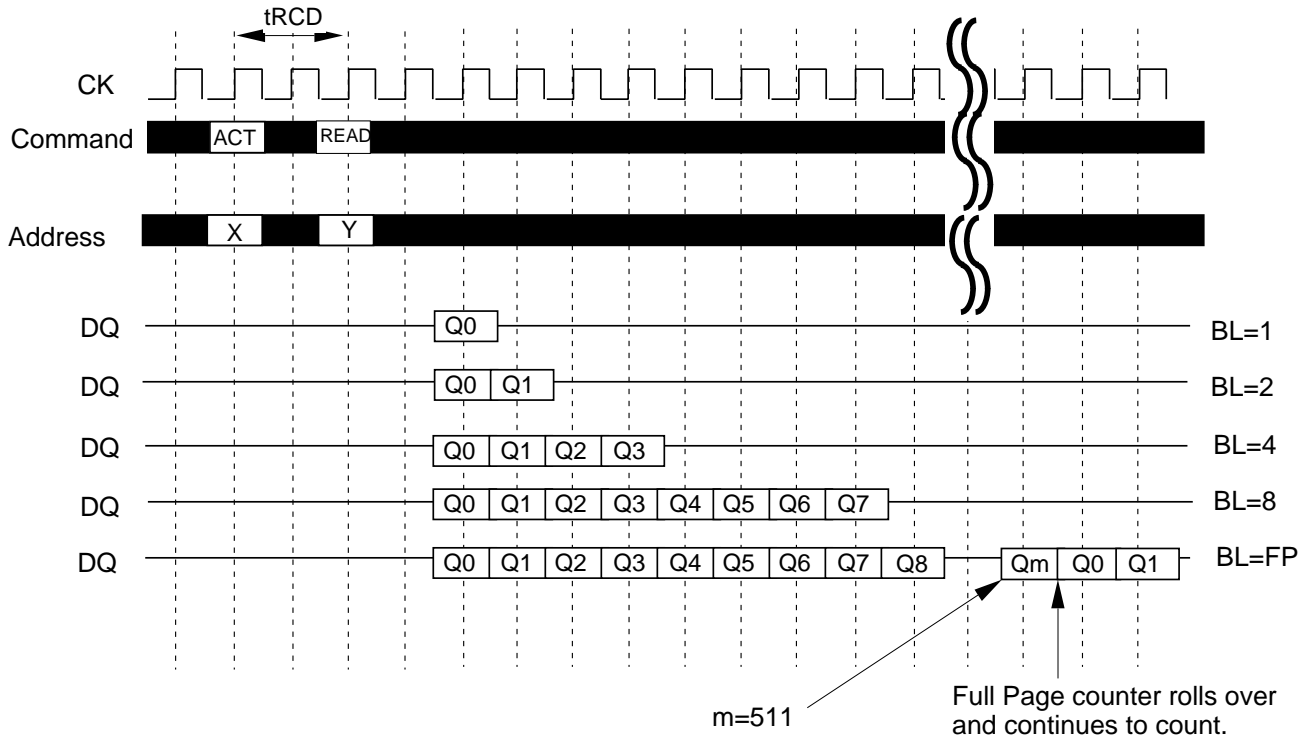 tRCD
CK
Command ACT READ
Address X Y
DQ Q0 BL=1
DQ Q0 Q1 BL=2
DQ Q0 Q1 Q2 Q3 BL=4
DQ Q0 Q1 Q2 Q3 Q4 Q5 Q6 Q7 BL=8
DQ Q0 Q1 Q2 Q3 Q4 Q5 Q6 Q7 Q8 Qm Q0 Q1 BL=FP
m=511
Full Page counter rolls over
and continues to count.